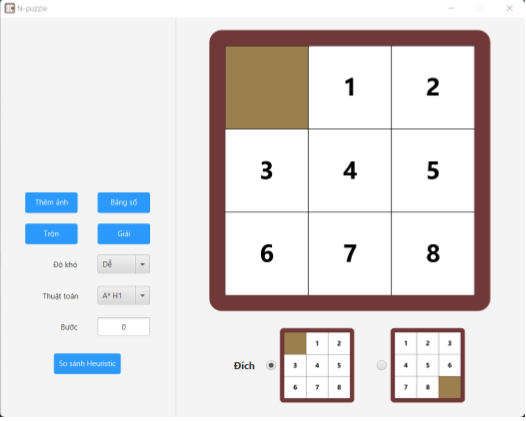 N-puzzle
1 2
3 4 5
6 7 8
Thêm ảnh Bảng số
Trộn Giải
Độ khó Dễ
Thuật toán A* H1
Bước 0
So sánh Heuristic
Đích
1 2
3 4 5
6 7 8
1 2 3
4 5 6
7 8